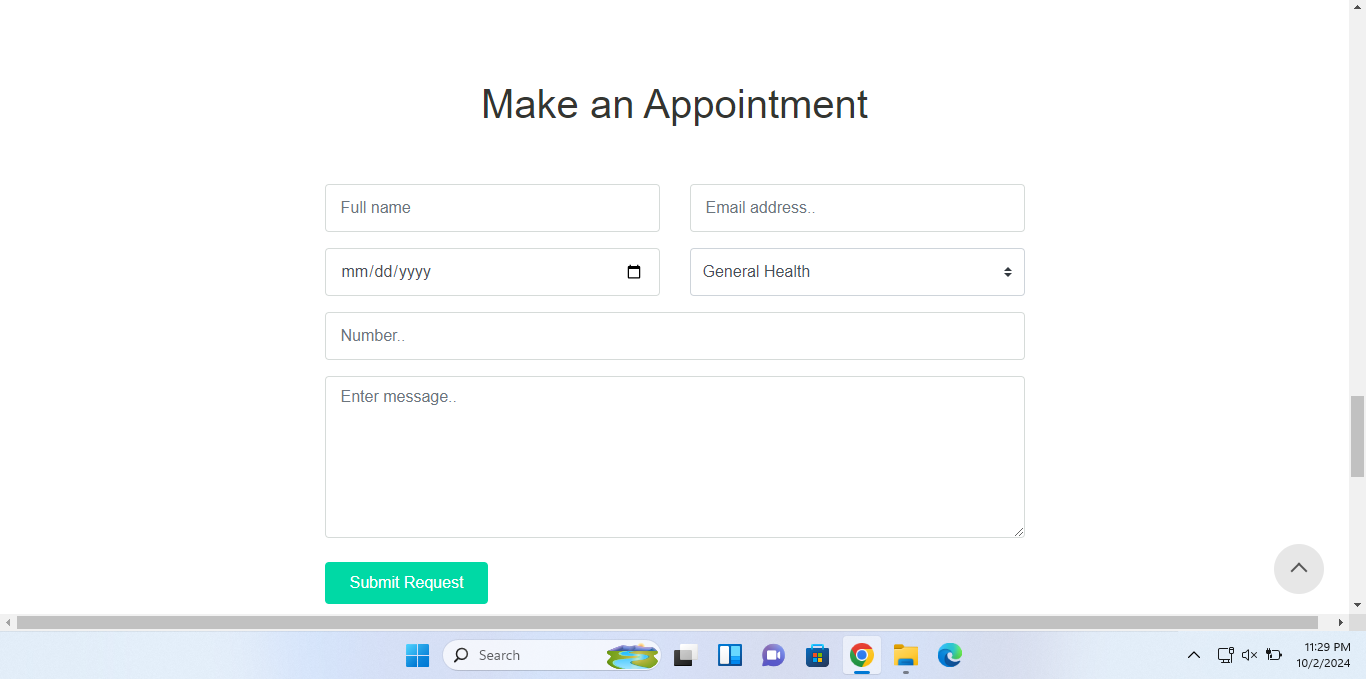 Make an Appointment
Full name
Email address..
mm/dd/yyyy
General Health
Number..
Enter message..
Submit Request
Search
11:29 PM
10/2/2024